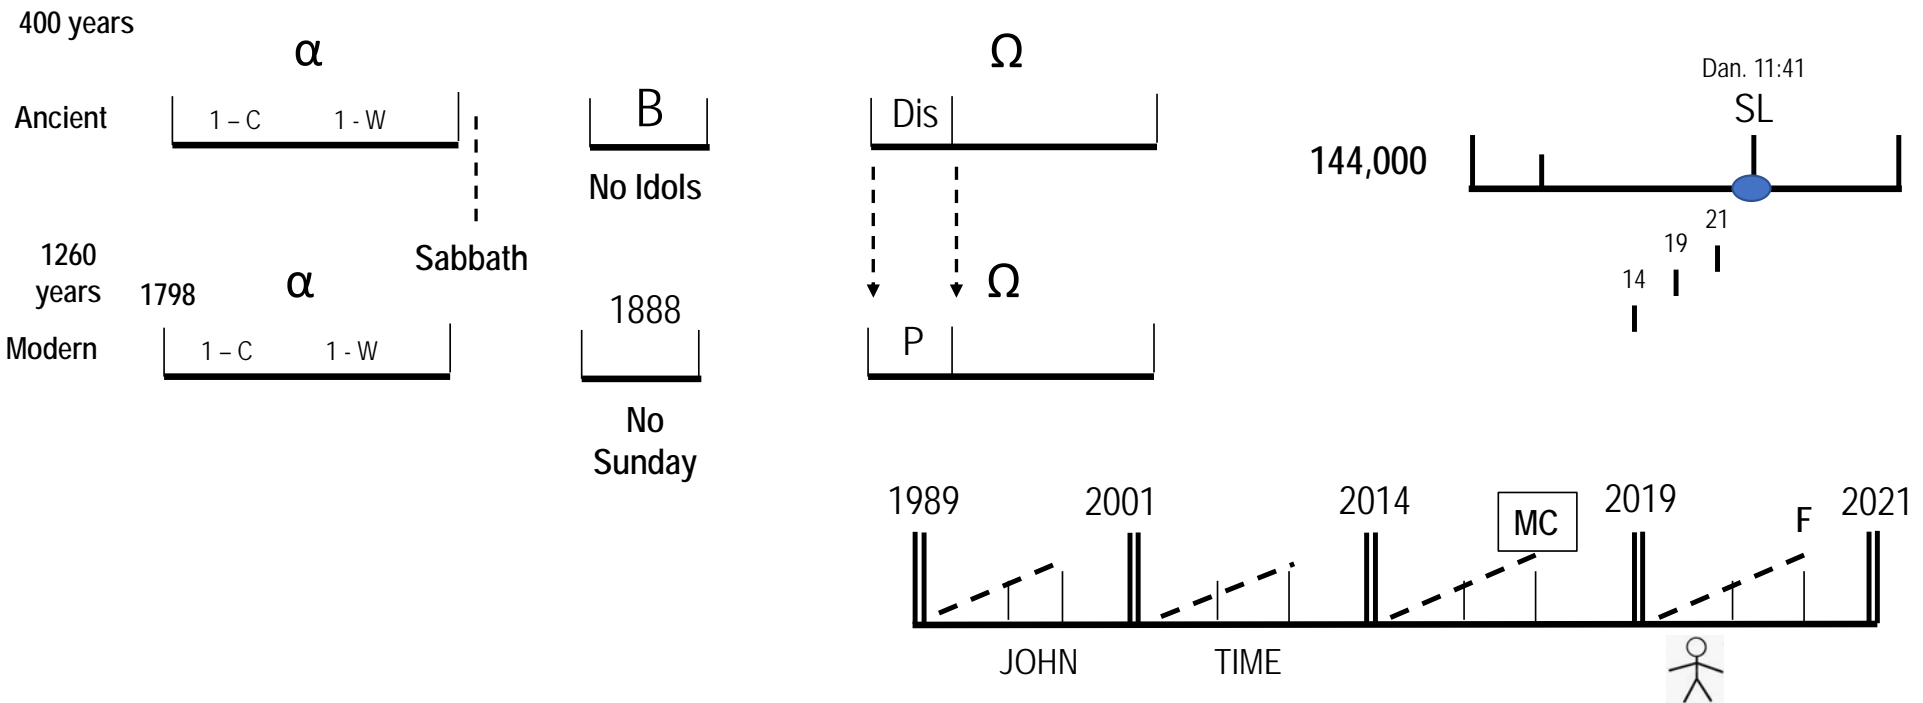 400 years
α
Ω
Ancient
1 – C
1 - W
B
Dis
No Idols
Sabbath
1260
years
1798
α
1888
Ω
Modern
1 – C
1 - W
P
No
Sunday
Dan. 11:41
SL
144,000
21
19
14
1989
2001
2014
MC
2019
F
2021
JOHN
TIME